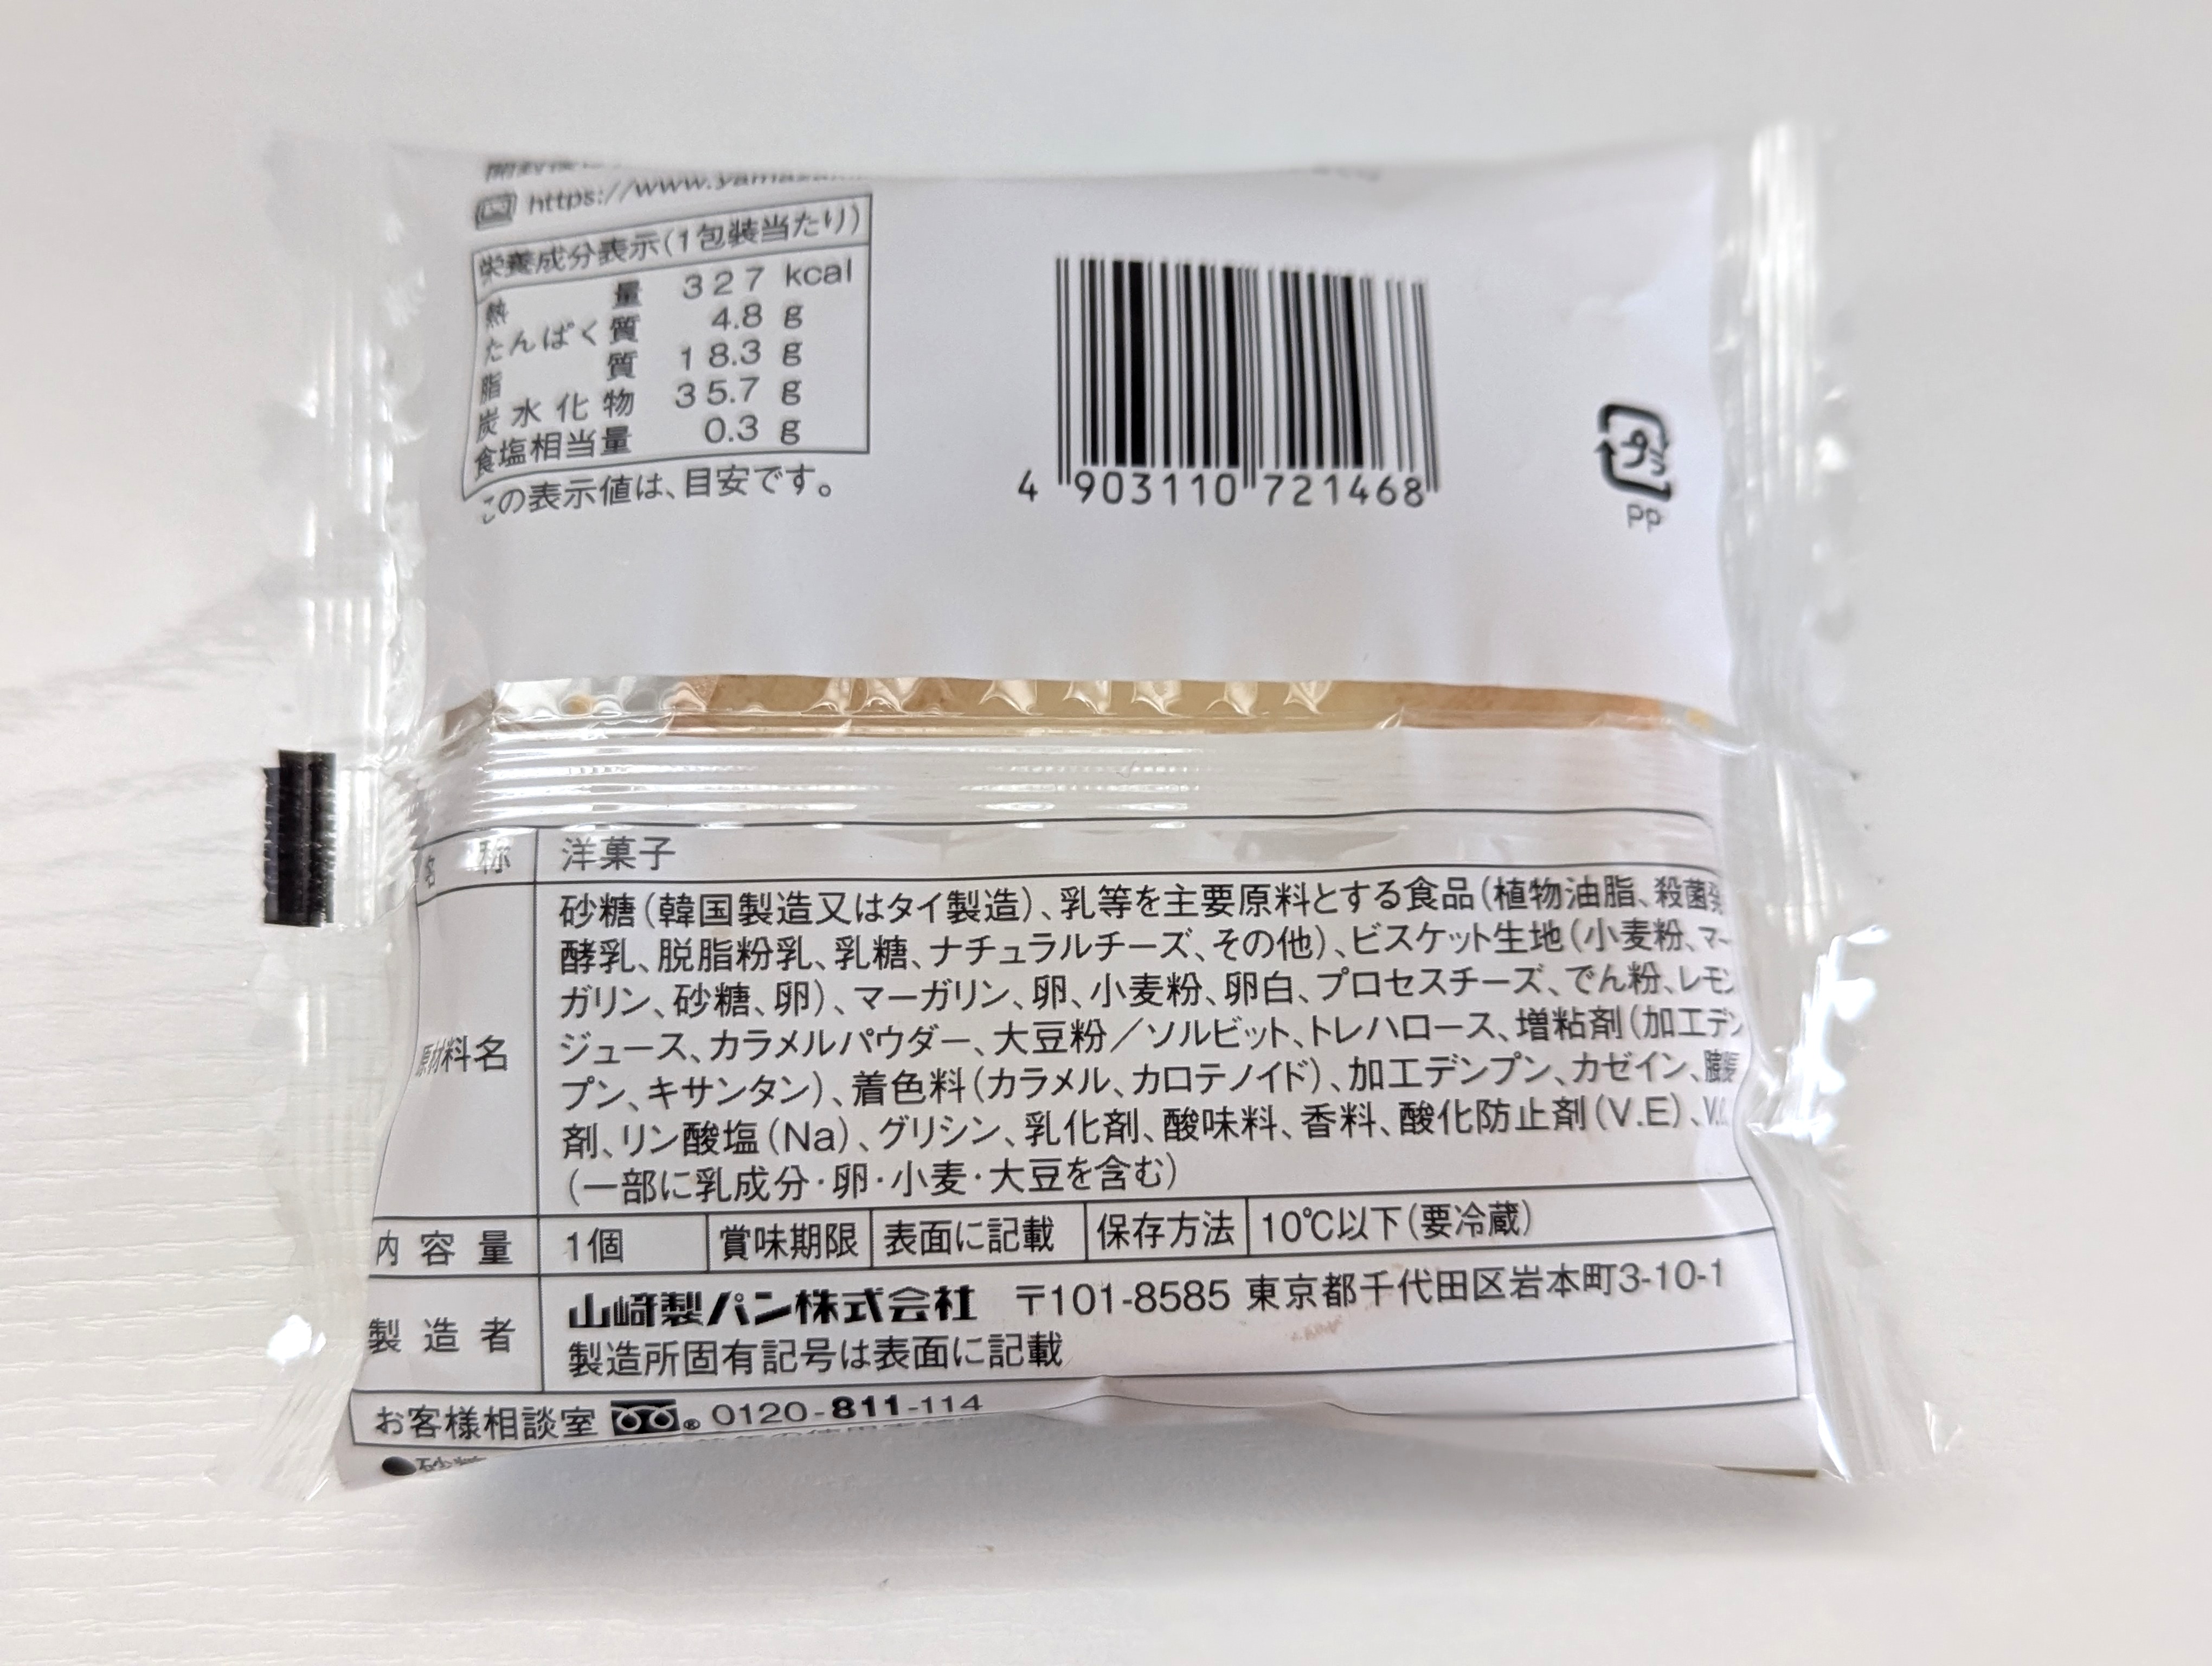 https://www.
栄養成分表示(1包装当たり)
熱量 327 kcal
たんぱく質 4.8 g
脂質 18.3 g
炭水化物 35.7 g
食塩相当量 0.3 g
この表示値は、目安です。
4 903110 721468
プラ
PP
名称 洋菓子
原材料名
砂糖(韓国製造又はタイ製造)、乳等を主要原料とする食品(植物油脂、殺菌発
酵乳、脱脂粉乳、乳糖、ナチュラルチーズ、その他)、ビスケット生地(小麦粉、マー
ガリン、砂糖、卵)、マーガリン、卵、小麦粉、卵白、プロセスチーズ、でん粉、レモン
ジュース、カラメルパウダー、大豆粉/ソルビット、トレハロース、増粘剤(加工デン
プン、キサンタン)、着色料(カラメル、カロテノイド)、加工デンプン、カゼイン、膨張
剤、リン酸塩(Na)、グリシン、乳化剤、酸味料、香料、酸化防止剤(V.E)、
(一部に乳成分・卵・小麦・大豆を含む)
内容量 1個 賞味期限 表面に記載 保存方法 10℃以下(要冷蔵)
製造者 山崎製パン株式会社 〒101-8585 東京都千代田区岩本町3-10-1
製造所固有記号は表面に記載
お客様相談室 ® 0120-811-114